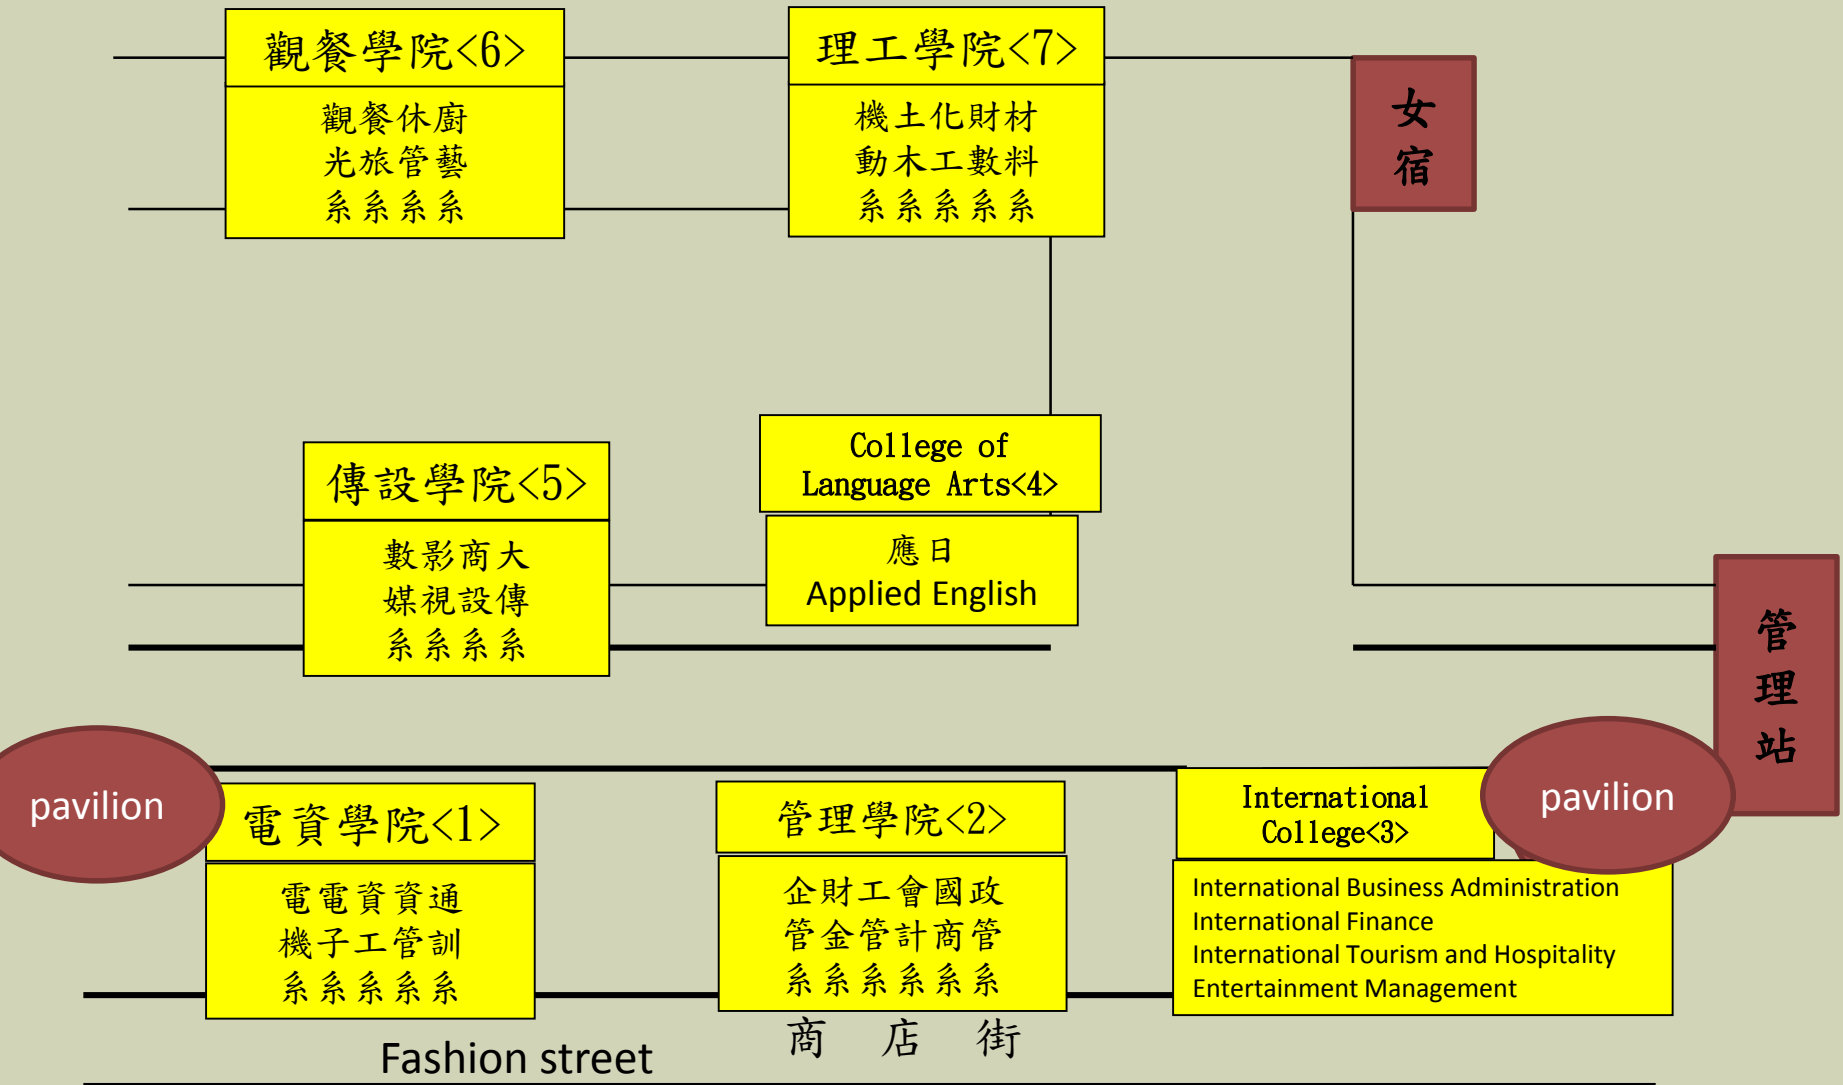 觀餐學院<6>
觀餐休廚
光旅管藝
系系系系
理工學院<7>
機土化財材
動木工數料
系系系系系
女
宿
傳設學院<5>
數影商大
媒視設傳
系系系系
College of
Language Arts<4>
應日
Applied English
管
理
站
pavilion
電資學院<1>
電電資資通
機子工管訓
系系系系系
管理學院<2>
企財工會國政
管金管計商管
系系系系系系
International
College<3>
pavilion
International Business Administration
International Finance
International Tourism and Hospitality
Entertainment Management
商 店 街
Fashion street